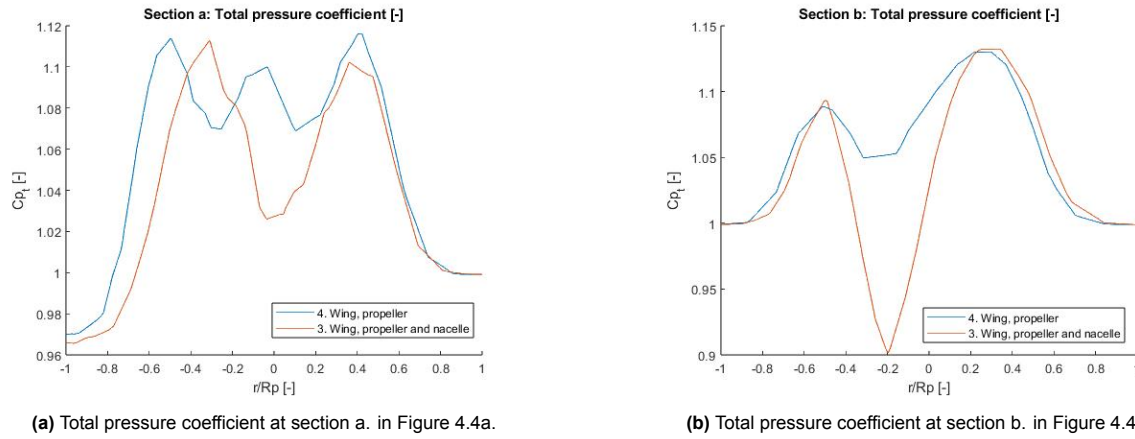 Section a: Total pressure coefficient [-]
1.12
1.1
1.08
1.06
1.04
1.02
1
0.98
0.96
Cp_t [-]
-1 -0.8 -0.6 -0.4 -0.2 0 0.2 0.4 0.6 0.8 1
r/Rp [-]
4. Wing, propeller
3. Wing, propeller and nacelle
(a) Total pressure coefficient at section a. in Figure 4.4a.
Section b: Total pressure coefficient [-]
1.15
1.1
1.05
1
0.95
0.9
Cp_t [-]
-1 -0.8 -0.6 -0.4 -0.2 0 0.2 0.4 0.6 0.8 1
r/Rp [-]
4. Wing, propeller
3. Wing, propeller and nacelle
(b) Total pressure coefficient at section b. in Figure 4.4